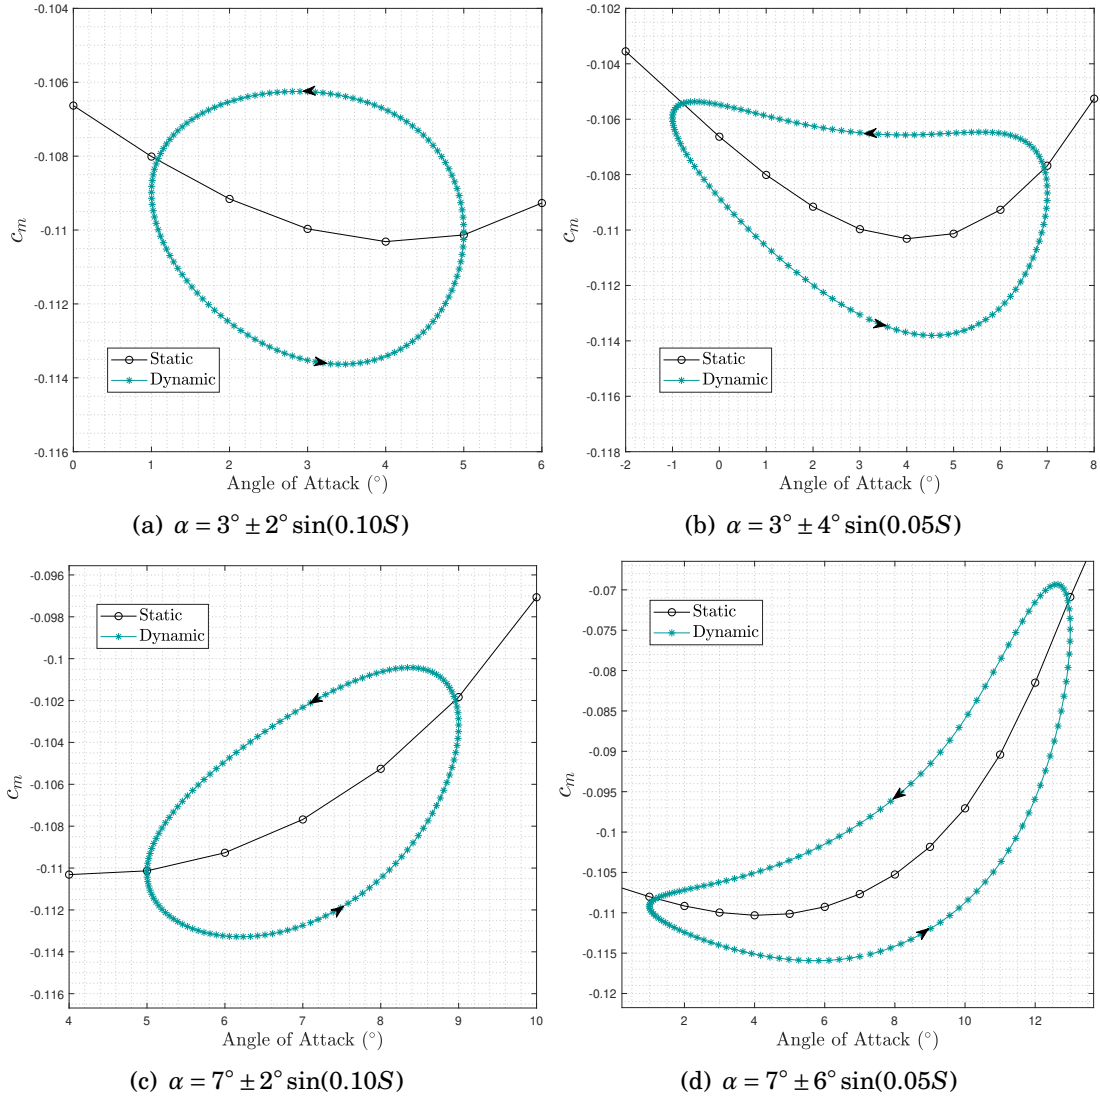 -0.104
-0.106
-0.108
-0.11
-0.112
-0.114
-0.116
c_m
Static
Dynamic
0 1 2 3 4 5 6
Angle of Attack (°)
(a) α = 3° ± 2° sin(0.10S)
-0.102
-0.104
-0.106
-0.108
-0.11
-0.112
-0.114
-0.116
-0.118
c_m
Static
Dynamic
-2 -1 0 1 2 3 4 5 6 7 8
Angle of Attack (°)
(b) α = 3° ± 4° sin(0.05S)
-0.096
-0.098
-0.1
-0.102
-0.104
-0.106
-0.108
-0.11
-0.112
-0.114
-0.116
c_m
Static
Dynamic
4 5 6 7 8 9 10
Angle of Attack (°)
(c) α = 7° ± 2° sin(0.10S)
-0.07
-0.075
-0.08
-0.085
-0.09
-0.095
-0.1
-0.105
-0.11
-0.115
-0.12
c_m
Static
Dynamic
2 4 6 8 10 12
Angle of Attack (°)
(d) α = 7° ± 6° sin(0.05S)